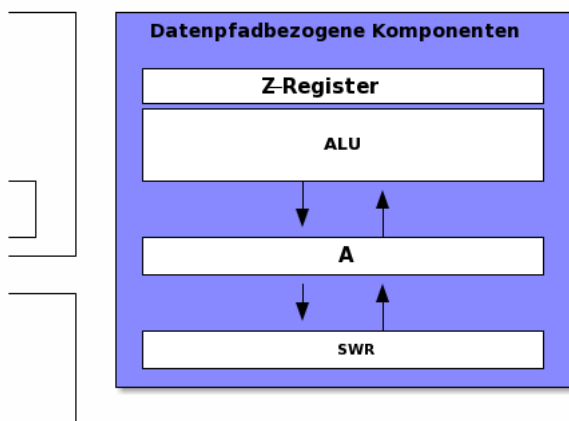 Datenpfadbezogene Komponenten
Z-Register
ALU
A
SWR